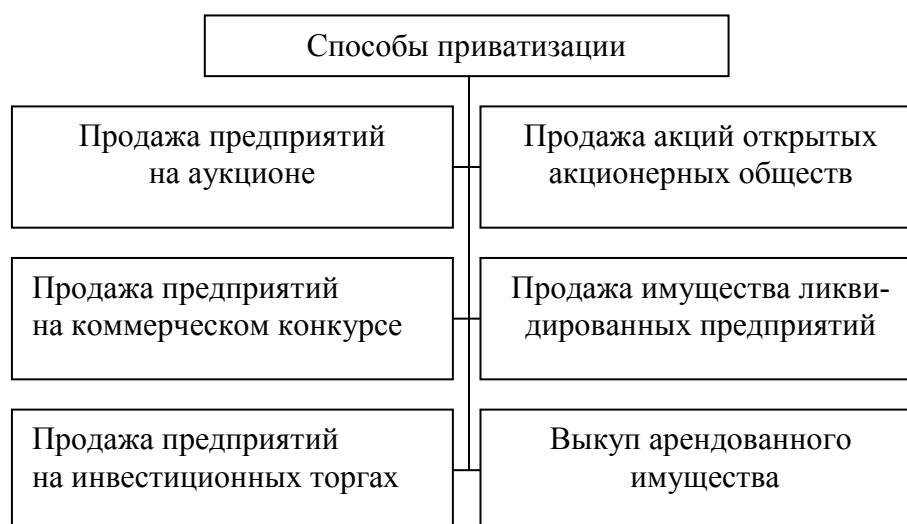 Способы приватизации
Продажа предприятий
на аукционе
Продажа акций открытых
акционерных обществ
Продажа предприятий
на коммерческом конкурсе
Продажа имущества ликви-
дированных предприятий
Продажа предприятий
на инвестиционных торгах
Выкуп арендованного
имущества